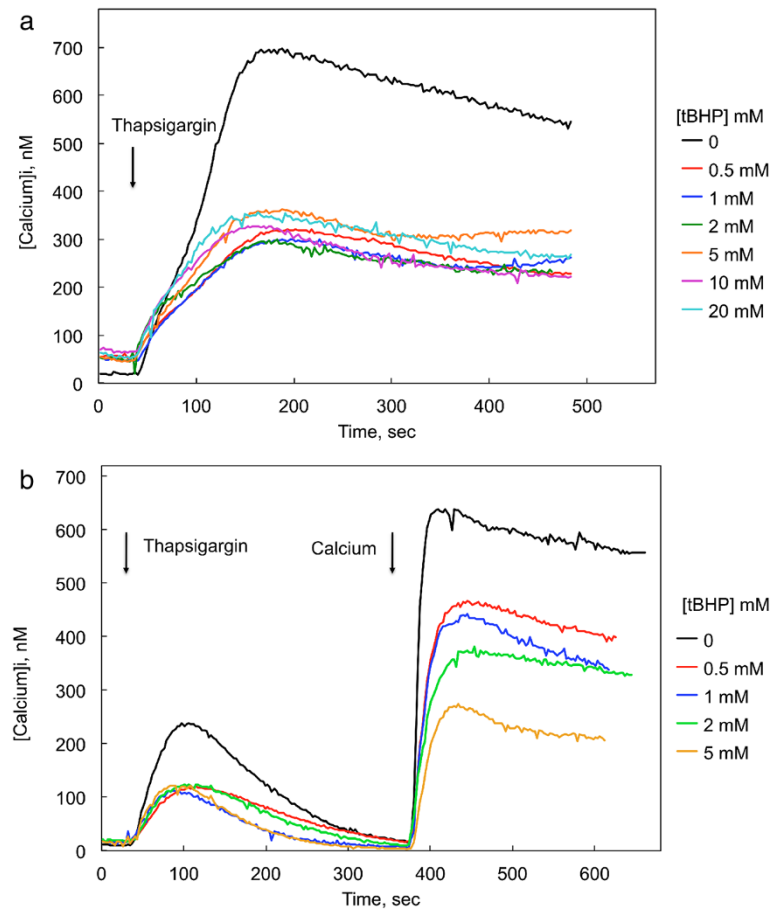 a
700
600
500
400
300
200
100
0
[Calcium]i, nM
Thapsigargin
0 100 200 300 400 500
Time, sec
[tBHP] mM
0
0.5 mM
1 mM
2 mM
5 mM
10 mM
20 mM
b
700
600
500
400
300
200
100
0
[Calcium]i, nM
Thapsigargin Calcium
0 100 200 300 400 500 600
Time, sec
[tBHP] mM
0
0.5 mM
1 mM
2 mM
5 mM